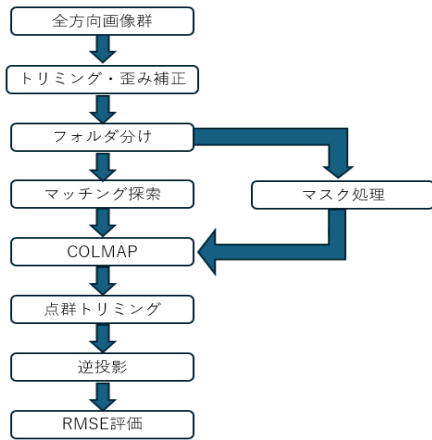 全方向画像群
トリミング・歪み補正
フォルダ分け
マッチング探索
マスク処理
COLMAP
点群トリミング
逆投影
RMSE評価